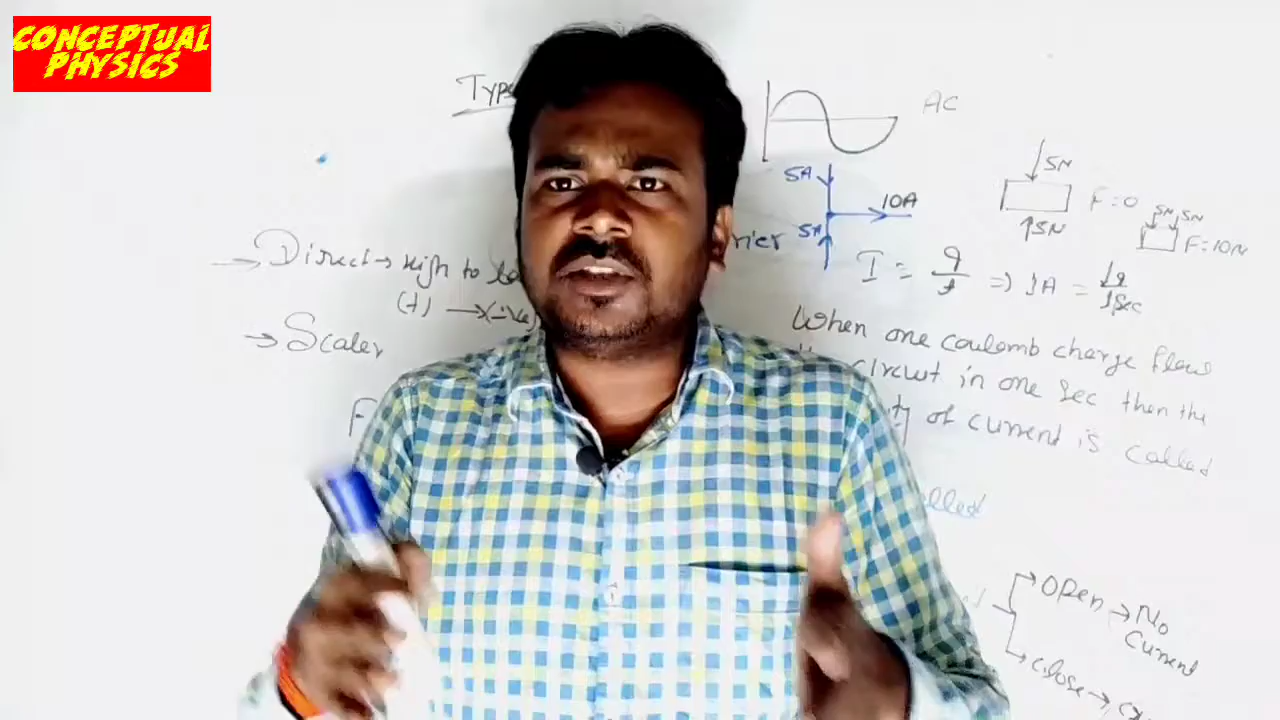 CONCEPTUAL
PHYSICS
AC
5A
10A
5A
5N
F=0
5N
5N 5N
F=10N
Direct → High to
(+) → (-ve)
→ Scaler
I = q/t ⇒ 1A = 1q/1sec
When one coulomb charge flows
circuit in one sec then the
of current is called
OPen → No
Current
close →